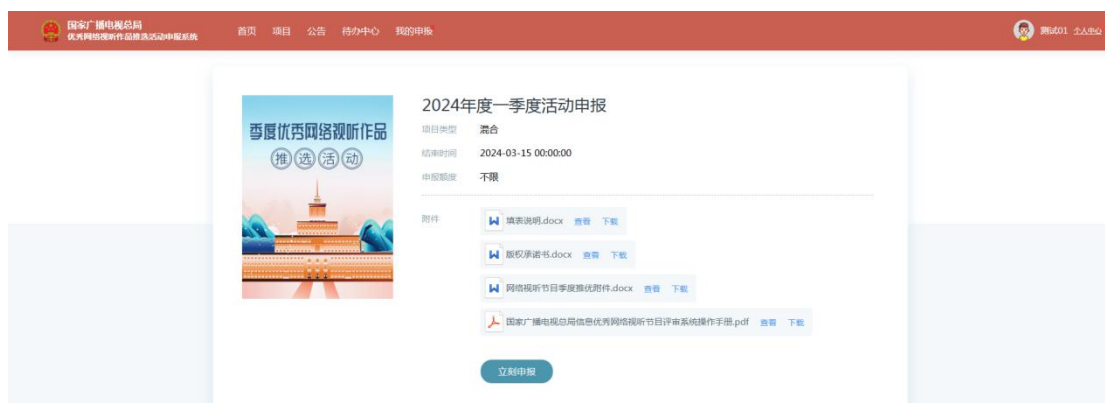 国家广播电视总局
优秀网络视听作品推选活动申报系统
首页 项目 公告 待办中心 我的申报
测试01 个人中心
季度优秀网络视听作品
推选活动
2024年度一季度活动申报
项目类型 混合
结束时间 2024-03-15 00:00:00
申报额度 不限
附件 填表说明.docx 查看 下载
版权承诺书.docx 查看 下载
网络视听节目季度推优附件.docx 查看 下载
国家广播电视总局信息优秀网络视听节目评审系统操作手册.pdf 查看 下载
立刻申报